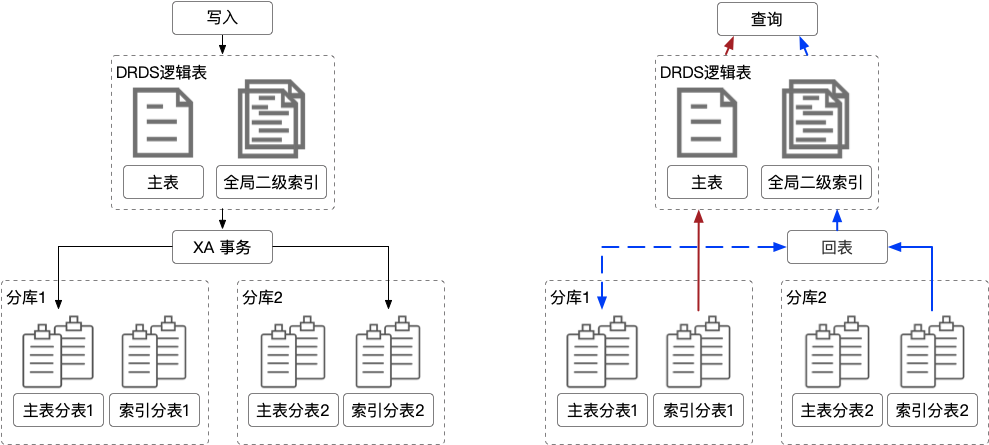 写入
DRDS逻辑表
主表
全局二级索引
XA 事务
分库1
主表分表1
索引分表1
分库2
主表分表2
索引分表2
查询
DRDS逻辑表
主表
全局二级索引
回表
分库1
主表分表1
索引分表1
分库2
主表分表2
索引分表2